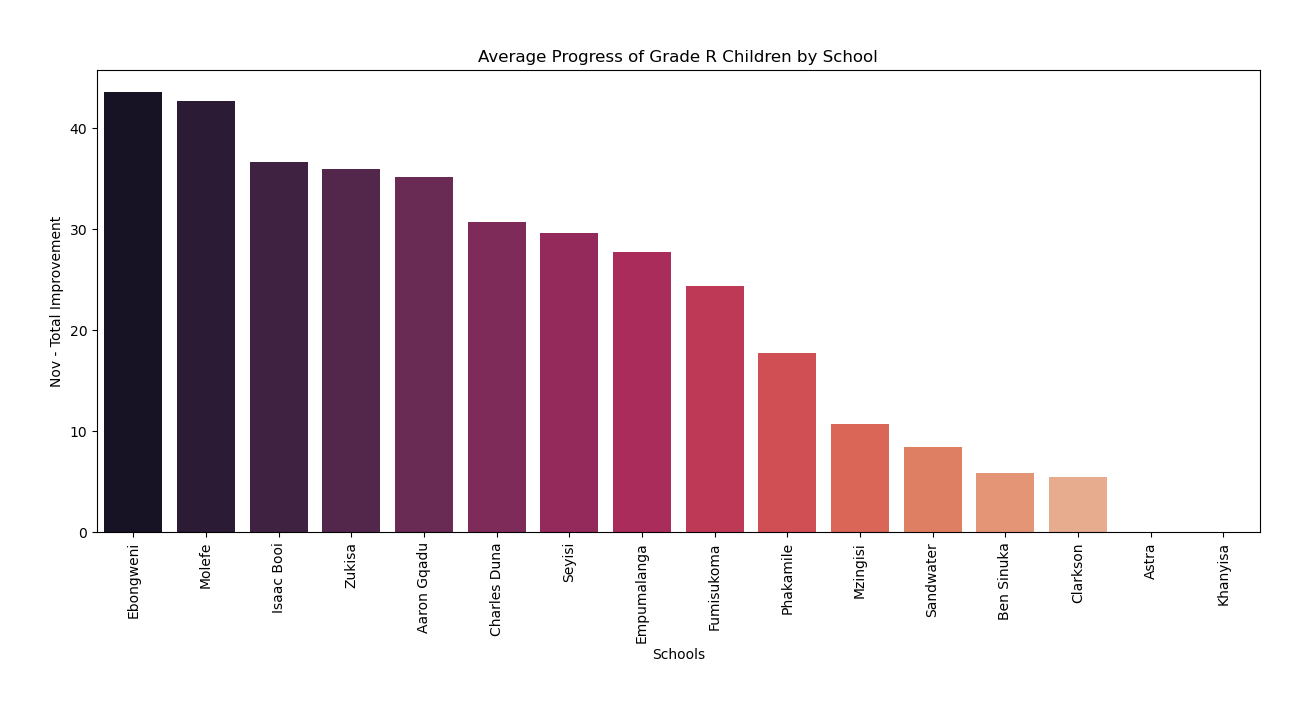 Average Progress of Grade R Children by School
Nov - Total Improvement
40
30
20
10
0
Ebongweni
Molefe
Isaac Booi
Zukisa
Aaron Gqadu
Charles Duna
Seyisi
Empumalanga
Fumisukoma
Phakamile
Mzingisi
Sandwater
Ben Sinuka
Clarkson
Astra
Khanyisa
Schools